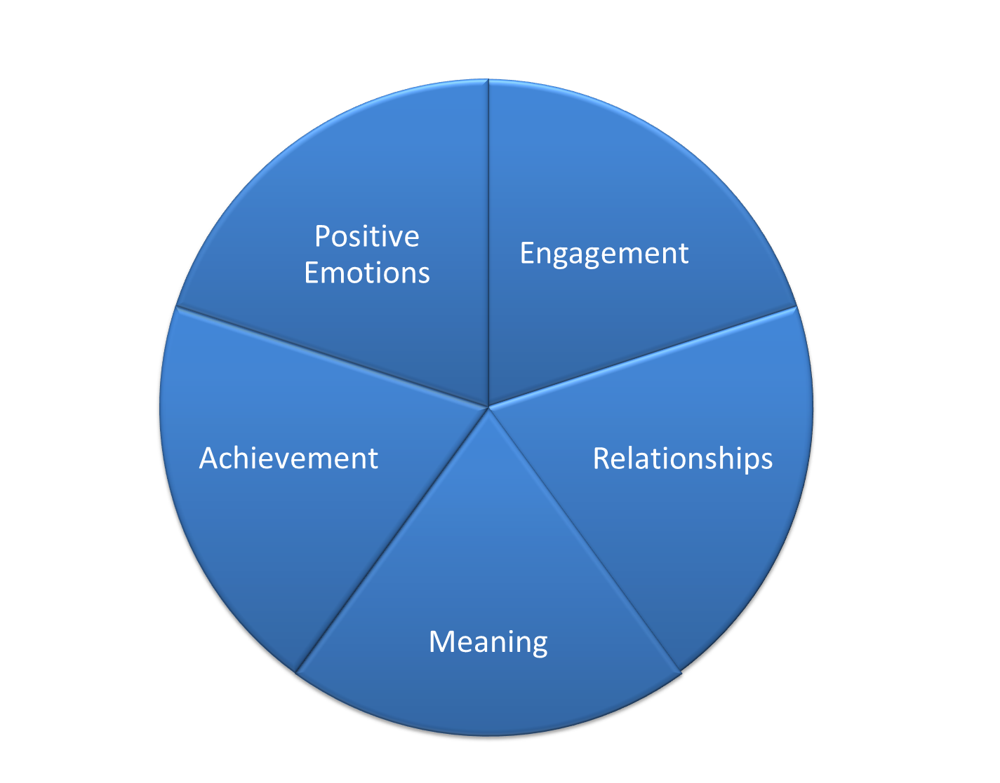 Positive
Emotions
Engagement
Achievement
Relationships
Meaning